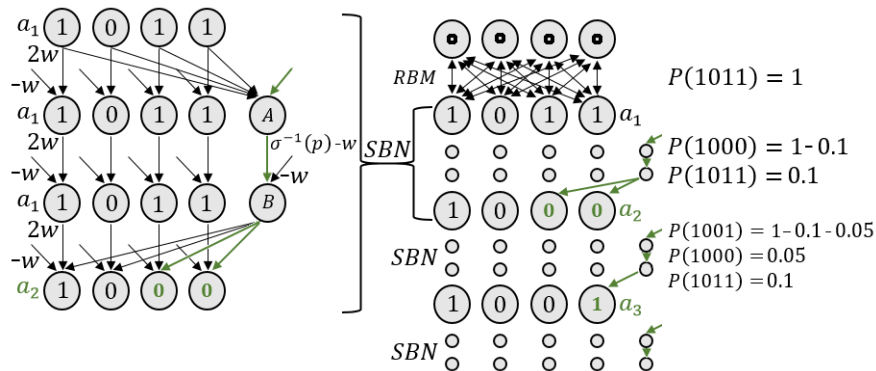 a₁ 1 0 1 1
2w
-w
a₁ 1 0 1 1 A
2w
σ⁻¹(p)-w
-w
-w
a₁ 1 0 1 1 B
2w
-w
a₂ 1 0 0 0
SBN
RBM
P(1011) = 1
1 0 1 1 a₁
P(1000) = 1-0.1
P(1011) = 0.1
1 0 0 0 a₂
SBN
P(1001) = 1-0.1-0.05
P(1000) = 0.05
P(1011) = 0.1
1 0 0 1 a₃
SBN